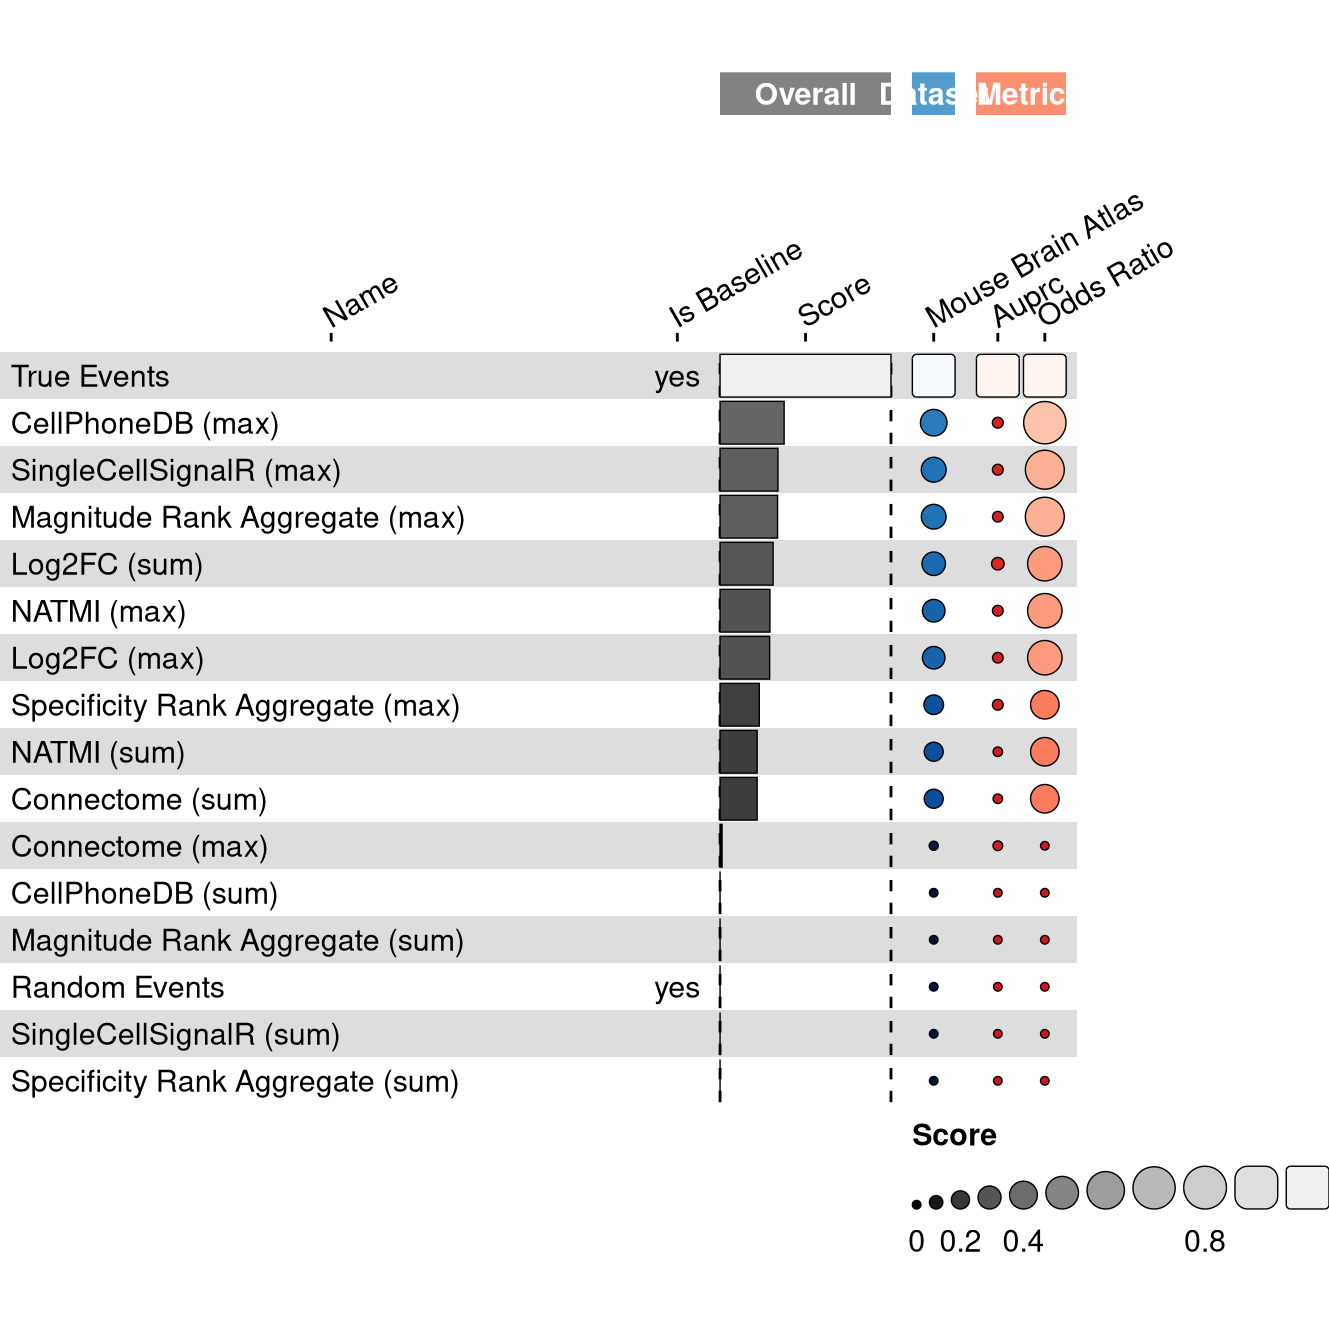 Overall Dataset Metric
Name Is Baseline Score Mouse Brain Atlas Auprc Odds Ratio
True Events yes
CellPhoneDB (max)
SingleCellSignalR (max)
Magnitude Rank Aggregate (max)
Log2FC (sum)
NATMI (max)
Log2FC (max)
Specificity Rank Aggregate (max)
NATMI (sum)
Connectome (sum)
Connectome (max)
CellPhoneDB (sum)
Magnitude Rank Aggregate (sum)
Random Events yes
SingleCellSignalR (sum)
Specificity Rank Aggregate (sum)
Score
0 0.2 0.4 0.8